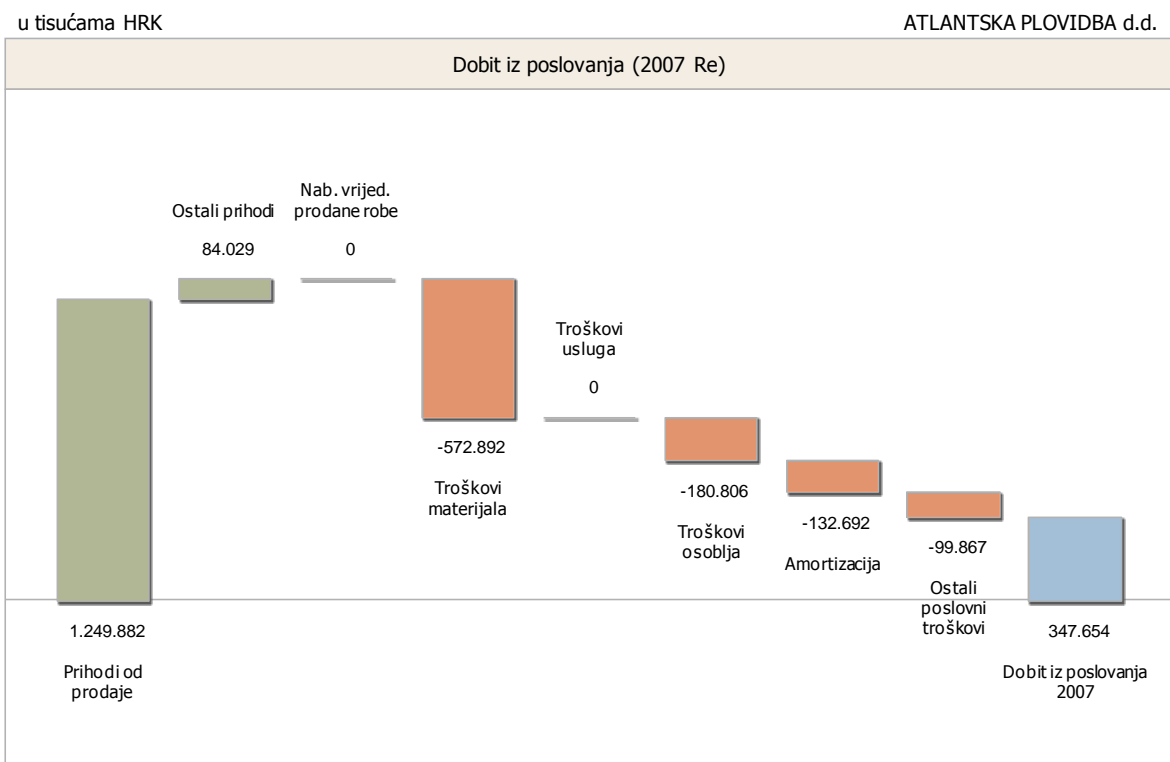 u tisućama HRK
ATLANTSKA PLOVIDBA d.d.
Dobit iz poslovanja (2007 Re)
Ostali prihodi
84.029
Nab. vrijed.
prodane robe
0
Troškovi
usluga
0
-572.892
Troškovi
materijala
-180.806
Troškovi
osoblja
-132.692
Amortizacija
-99.867
Ostali
poslovni
troškovi
1.249.882
Prihodi od
prodaje
347.654
Dobit iz poslovanja
2007